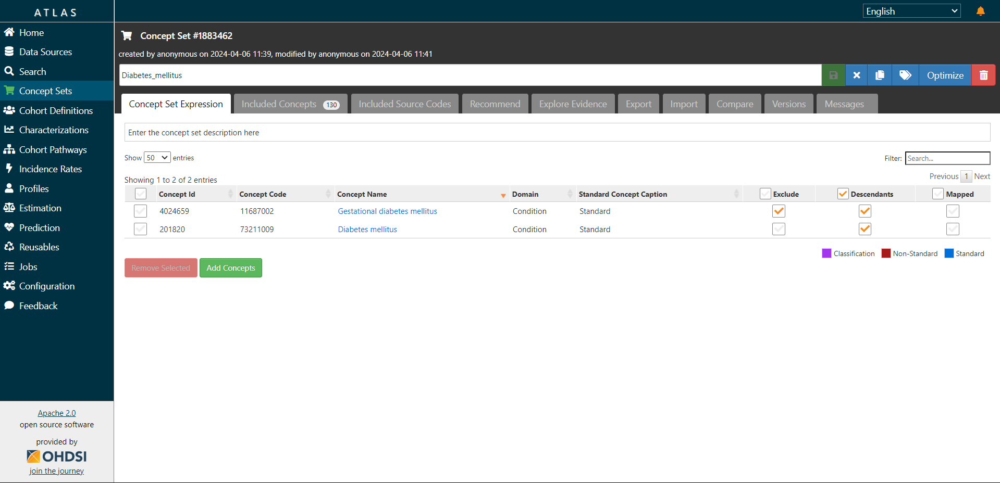 ATLAS
English
Home
Data Sources
Search
Concept Sets
Cohort Definitions
Characterizations
Cohort Pathways
Incidence Rates
Profiles
Estimation
Prediction
Reusables
Jobs
Configuration
Feedback
Apache 2.0
open source software
provided by
OHDSI
join the journey
Concept Set #1883462
created by anonymous on 2024-04-06 11:39, modified by anonymous on 2024-04-06 11:41
Diabetes_mellitus
Optimize
Concept Set Expression Included Concepts 130 Included Source Codes Recommend Explore Evidence Export Import Compare Versions Messages
Enter the concept set description here
Show 50 entries
Filter: Search...
Showing 1 to 2 of 2 entries
Previous 1 Next
Concept Id Concept Code Concept Name Domain Standard Concept Caption Exclude Descendants Mapped
4024659 11687002 Gestational diabetes mellitus Condition Standard
201820 73211009 Diabetes mellitus Condition Standard
Classification Non-Standard Standard
Remove Selected Add Concepts